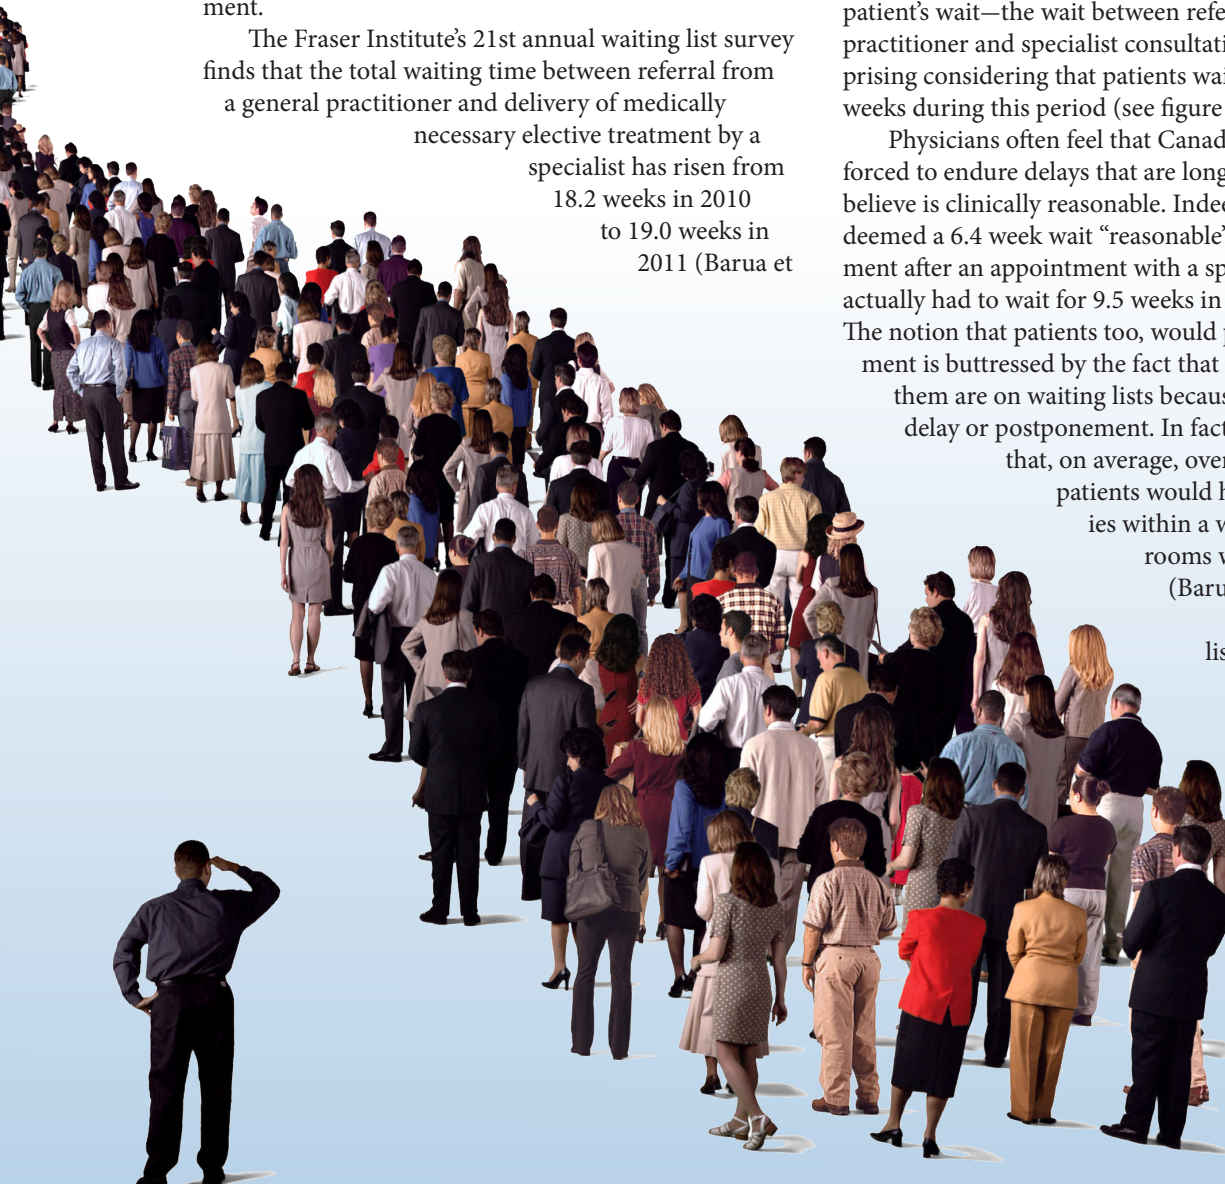 ment.
The Fraser Institute’s 21st annual waiting list survey
finds that the total waiting time between referral from
a general practitioner and delivery of medically
necessary elective treatment by a
specialist has risen from
18.2 weeks in 2010
to 19.0 weeks in
2011 (Barua et
patient’s wait—the wait between refe
practitioner and specialist consultati
prising considering that patients wai
weeks during this period (see figure
Physicians often feel that Canad
forced to endure delays that are long
believe is clinically reasonable. Indee
deemed a 6.4 week wait “reasonable”
ment after an appointment with a sp
actually had to wait for 9.5 weeks in
The notion that patients too, would p
ment is buttressed by the fact that
them are on waiting lists becaus
delay or postponement. In fact
that, on average, over
patients would h
ies within a w
rooms w
(Baru
lis